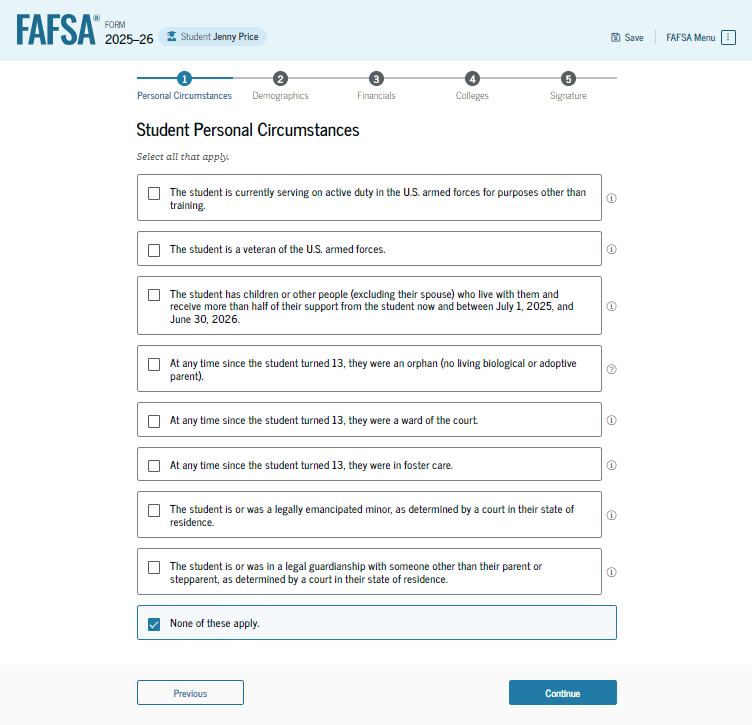 FAFSA® FORM
2025–26
Student Jenny Price
Save
FAFSA Menu
1 2 3 4 5
Personal Circumstances Demographics Financials Colleges Signature
Student Personal Circumstances
Select all that apply.
The student is currently serving on active duty in the U.S. armed forces for purposes other than
training.
The student is a veteran of the U.S. armed forces.
The student has children or other people (excluding their spouse) who live with them and
receive more than half of their support from the student now and between July 1, 2025, and
June 30, 2026.
At any time since the student turned 13, they were an orphan (no living biological or adoptive
parent).
At any time since the student turned 13, they were a ward of the court.
At any time since the student turned 13, they were in foster care.
The student is or was a legally emancipated minor, as determined by a court in their state of
residence.
The student is or was in a legal guardianship with someone other than their parent or
stepparent, as determined by a court in their state of residence.
None of these apply.
Previous
Continue